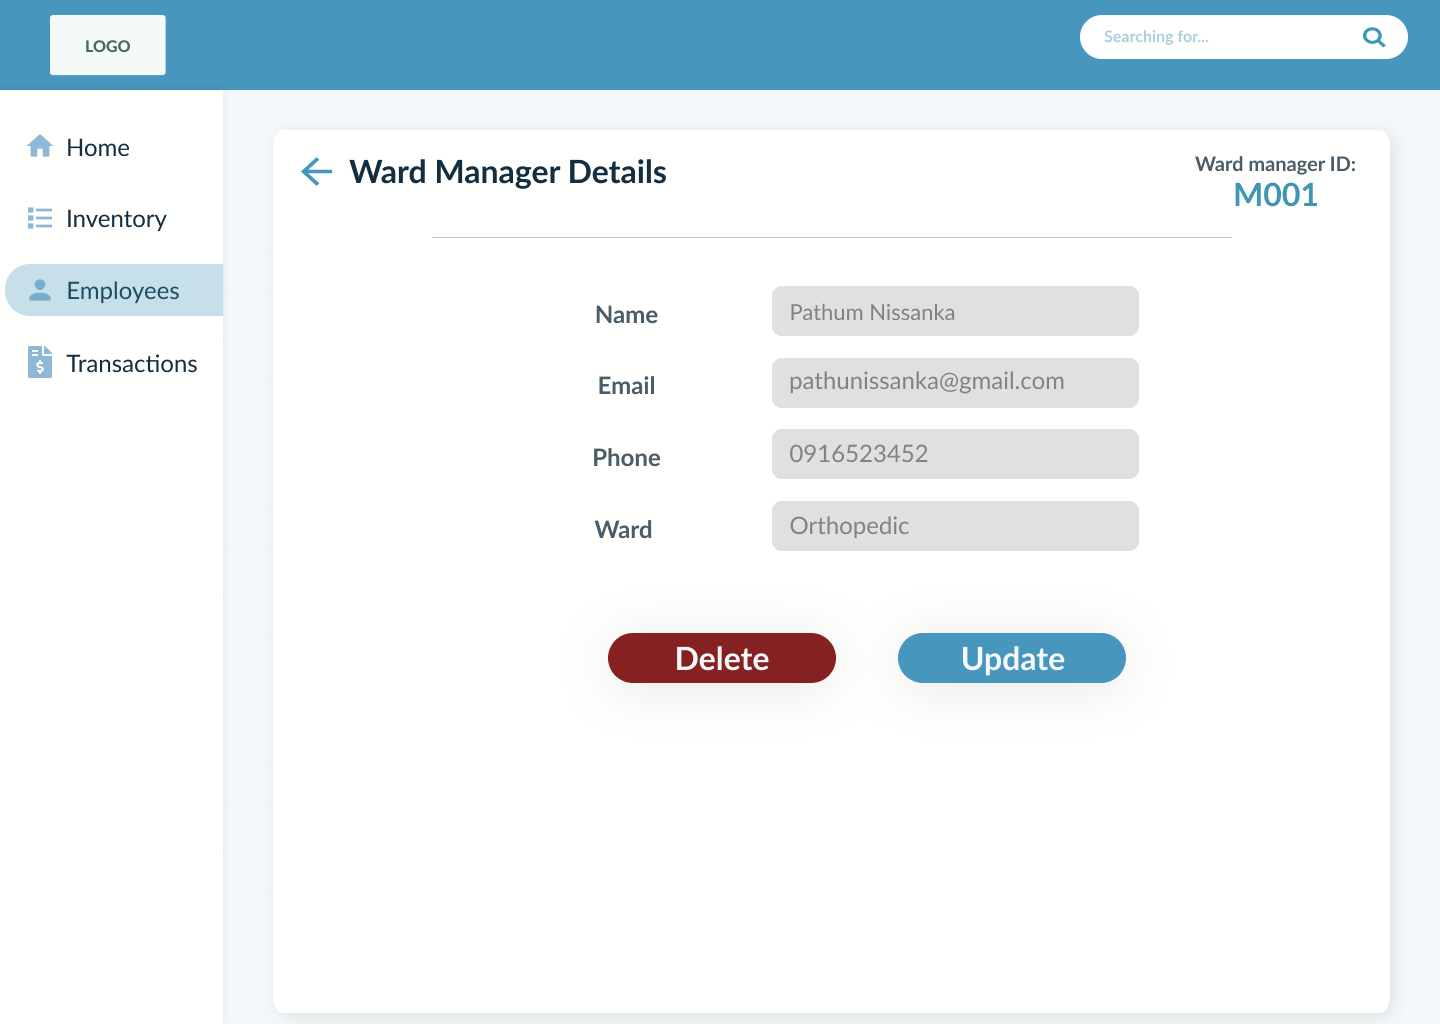 LOGO
Searching for...
Home
Inventory
Employees
Transactions
Ward Manager Details
Ward manager ID:
M001
Name
Pathum Nissanka
Email
pathunissanka@gmail.com
Phone
0916523452
Ward
Orthopedic
Delete
Update